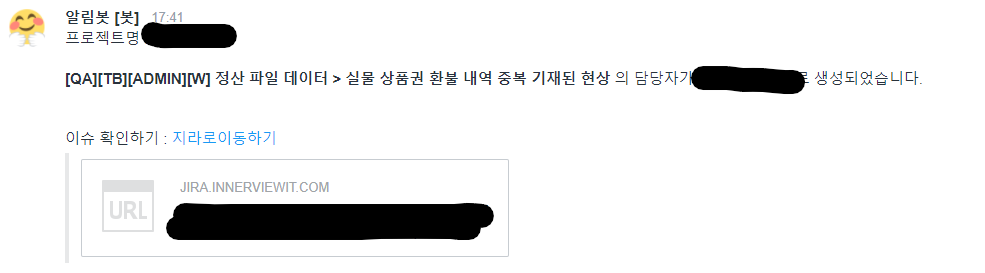 알림봇 [봇] 17:41
프로젝트명
[QA][TB][ADMIN][W] 정산 파일 데이터 > 실물 상품권 환불 내역 중복 기재된 현상 의 담당자가 로 생성되었습니다.
이슈 확인하기 : 지라로이동하기
JIRA.INNERVIEWIT.COM
URL